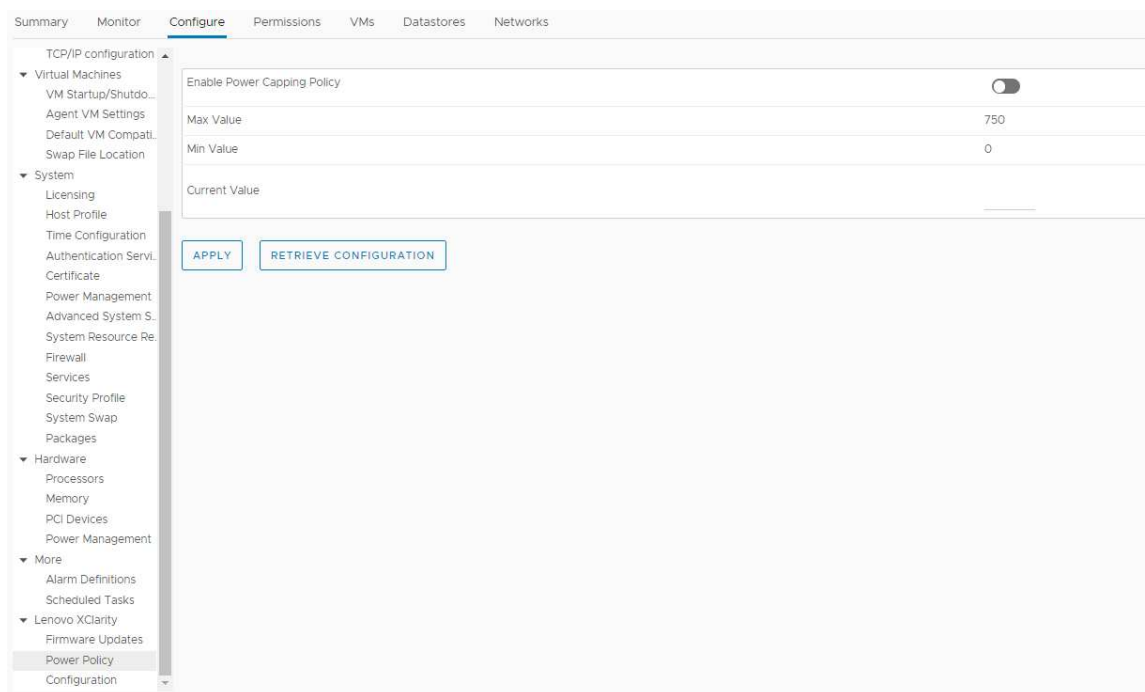 Summary Monitor Configure Permissions VMs Datastores Networks
TCP/IP configuration
Virtual Machines
VM Startup/Shutdo...
Agent VM Settings
Default VM Compati...
Swap File Location
System
Licensing
Host Profile
Time Configuration
Authentication Servi...
Certificate
Power Management
Advanced System S...
System Resource Re...
Firewall
Services
Security Profile
System Swap
Packages
Hardware
Processors
Memory
PCI Devices
Power Management
More
Alarm Definitions
Scheduled Tasks
Lenovo XClarity
Firmware Updates
Power Policy
Configuration
Enable Power Capping Policy
Max Value 750
Min Value 0
Current Value
APPLY RETRIEVE CONFIGURATION